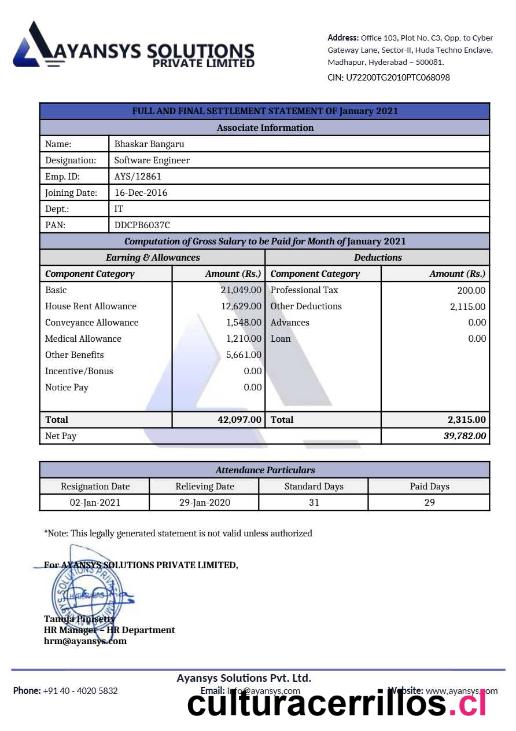 AYANSYS SOLUTIONS
PRIVATE LIMITED
Address: Office 103, Plot No. C3, Opp. to Cyber
Gateway Lane, Sector-II, Huda Techno Enclave,
Madhapur, Hyderabad – 500081.
CIN: U72200TG2010PTC068098
FULL AND FINAL SETTLEMENT STATEMENT OF January 2021
Associate Information
Name: Bhaskar Bangaru
Designation: Software Engineer
Emp. ID: AYS/12861
Joining Date: 16-Dec-2016
Dept.: IT
PAN: DDCPB6037C
Computation of Gross Salary to be Paid for Month of January 2021
Earning & Allowances Deductions
Component Category Amount (Rs.) Component Category Amount (Rs.)
Basic 21,049.00 Professional Tax 200.00
House Rent Allowance 12,629.00 Other Deductions 2,115.00
Conveyance Allowance 1,548.00 Advances 0.00
Medical Allowance 1,210.00 Loan 0.00
Other Benefits 5,661.00
Incentive/Bonus 0.00
Notice Pay 0.00
Total 42,097.00 Total 2,315.00
Net Pay 39,782.00
Attendance Particulars
Resignation Date Relieving Date Standard Days Paid Days
02-Jan-2021 29-Jan-2020 31 29
*Note: This legally generated statement is not valid unless authorized
For AYANSYS SOLUTIONS PRIVATE LIMITED,
Tanuja
HR Manager – HR Department
hrm@ayansys.com
Ayansys Solutions Pvt. Ltd.
Phone: +91 40 - 4020 5832 Email: Info@ayansys.com Website: www.ayansys.com
culturacerrillos.cl